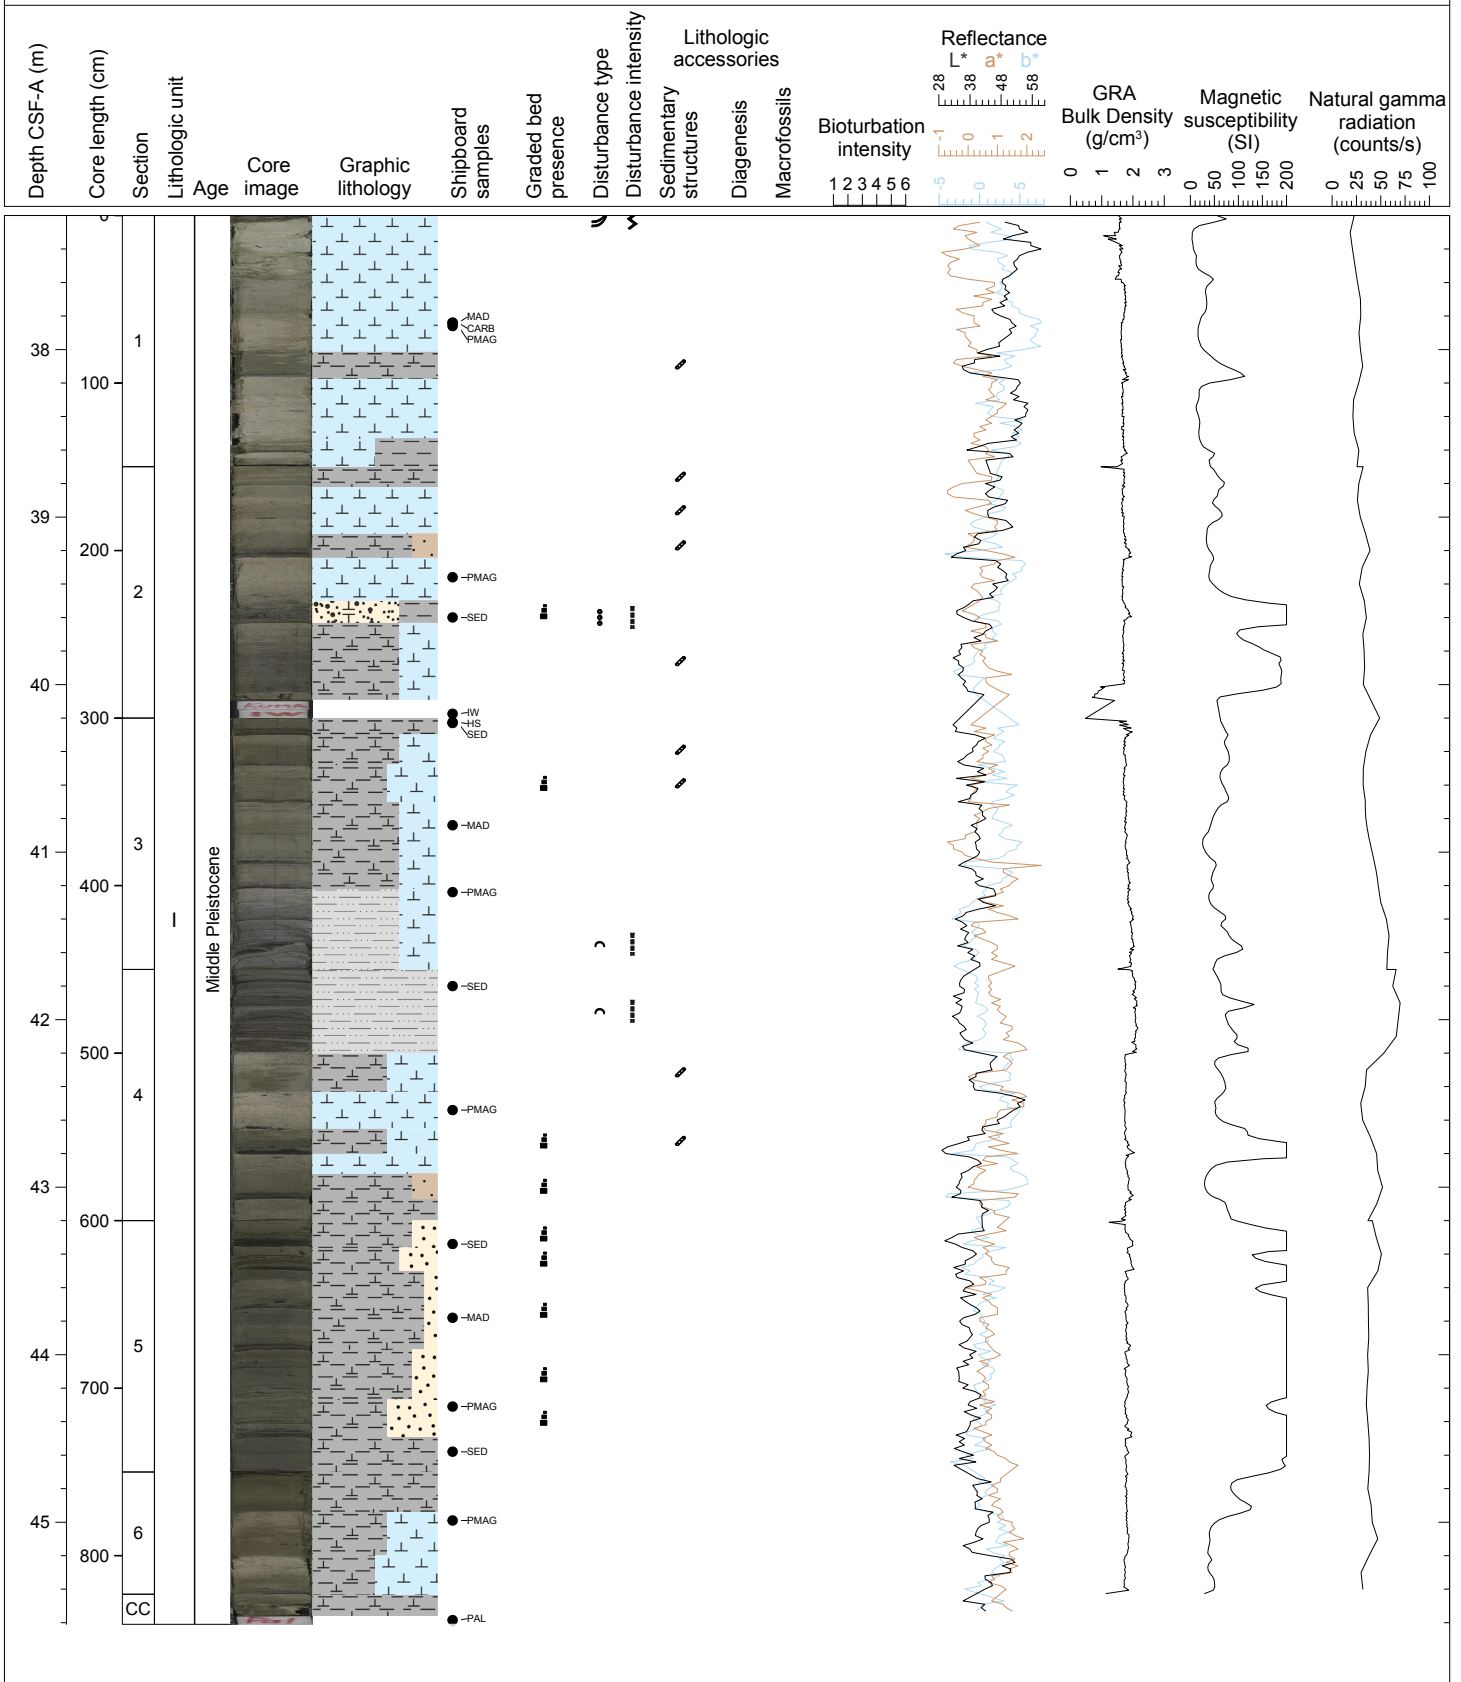 Depth CSF-A (m)
Core length (cm)
Section
Lithologic unit
Age
Core
image
Graphic
lithology
Shipboard
samples
Graded bed
presence
Disturbance type
Disturbance intensity
Lithologic
accessories
Sedimentary
structures
Diagenesis
Macrofossils
Bioturbation
intensity
1 2 3 4 5 6
Reflectance
L* a* b*
28 38 48 58
-1 0 1 2
-5 0 5
GRA
Bulk Density
(g/cm³)
0 1 2 3
Magnetic
susceptibility
(SI)
0 50 100 150 200
Natural gamma
radiation
(counts/s)
0 25 50 75 100
0
MAD
CARB
PMAG
1
38
100
39
200
2
PMAG
SED
40
300
IW
HS
SED
MAD
3
41
400
PMAG
I
Middle Pleistocene
SED
42
500
4
PMAG
43
600
SED
MAD
5
44
700
PMAG
SED
45
PMAG
6
800
CC
PAL
PAL